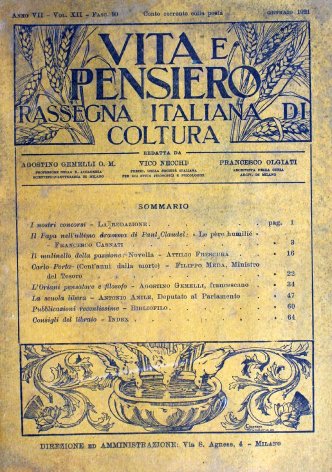 ANNO VII - VOL. XII - FASC. 90 Conto corrente colla posta GENNAIO 1921
VITA E
PENSIERO
RASSEGNA ITALIANA DI
COLTURA
REDATTA DA
AGOSTINO GEMELLI O. M. VICO NECCHI FRANCESCO OLGIATI
SOMMARIO
I nostri concorsi - LA REDAZIONE. pag. 1
Il Papa nell'ultimo dramma di Paul Claudel: « Le père humilié »
- FRANCESCO CASNATI 3
Il mulinello della passione: Novella - ATTILIO FRESCURA 16
Carlo Porta (Cent'anni dalla morte) - FILIPPO MEDA, Ministro
del Tesoro 22
L'Oriani pensatore e filosofo - AGOSTINO GEMELLI, francescano 34
La scuola libera - ANTONIO ANILE, Deputato al Parlamento 47
Pubblicazioni recentissime - BIBLIOFILO 60
Consigli del libraio - INDEX 64
DIREZIONE ED AMMINISTRAZIONE: Via S. Agnese, 4 - MILANO